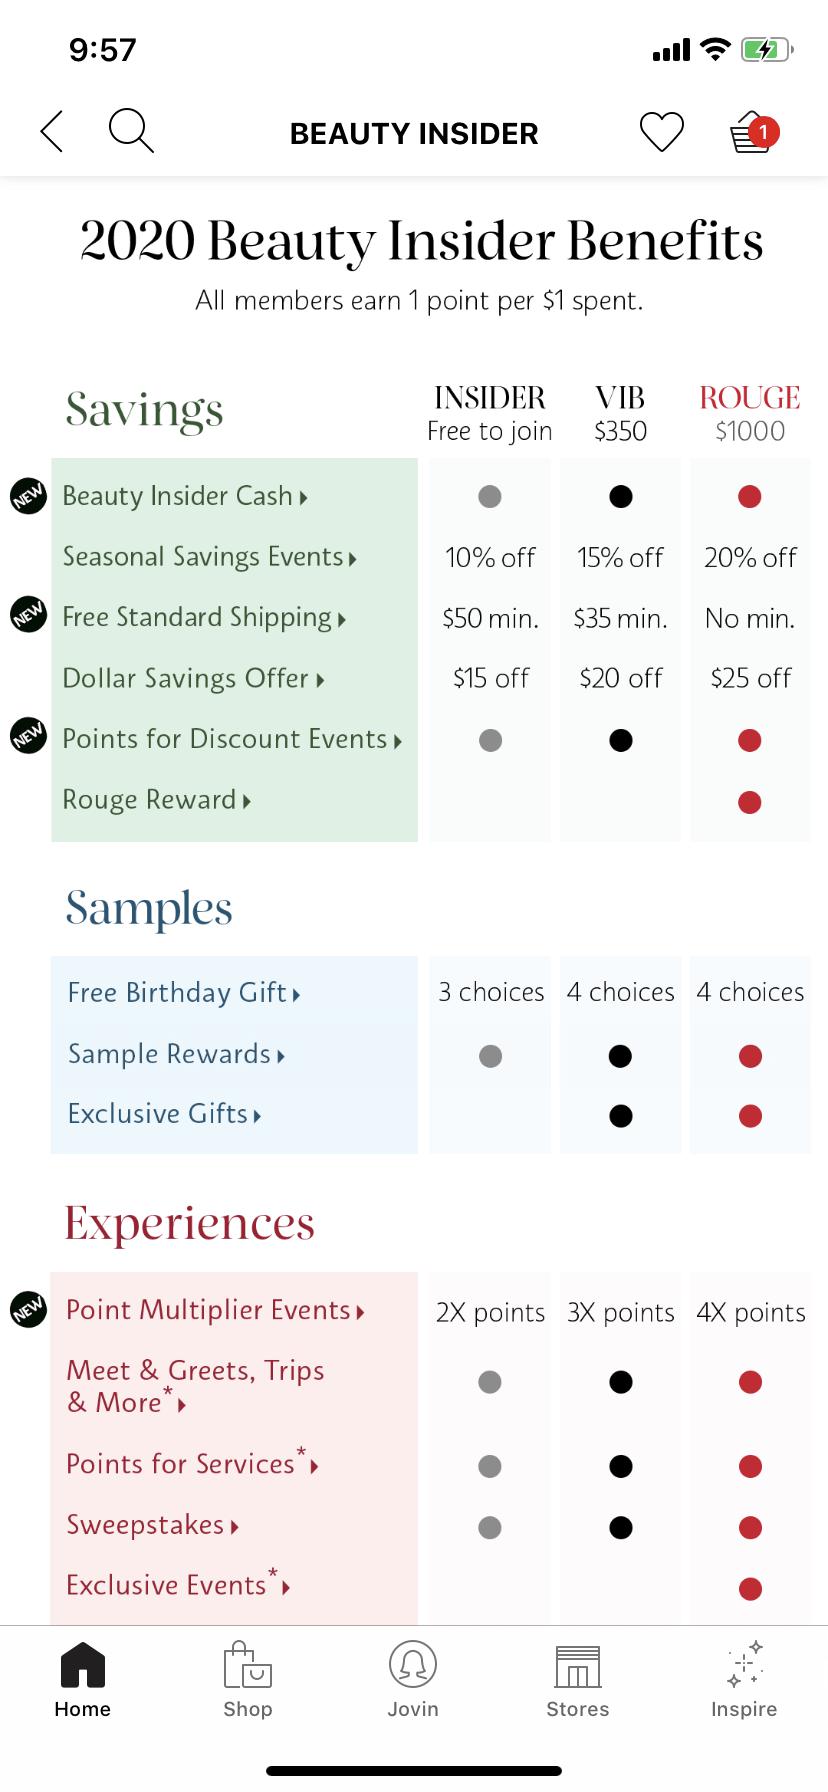 9:57
BEAUTY INSIDER
1
2020 Beauty Insider Benefits
All members earn 1 point per $1 spent.
Savings INSIDER VIB ROUGE
Free to join $350 $1000
NEW Beauty Insider Cash
Seasonal Savings Events 10% off 15% off 20% off
NEW Free Standard Shipping $50 min. $35 min. No min.
Dollar Savings Offer $15 off $20 off $25 off
NEW Points for Discount Events
Rouge Reward
Samples
Free Birthday Gift 3 choices 4 choices 4 choices
Sample Rewards
Exclusive Gifts
Experiences
NEW Point Multiplier Events 2X points 3X points 4X points
Meet & Greets, Trips
& More*
Points for Services*
Sweepstakes
Exclusive Events*
Home Shop Jovin Stores Inspire